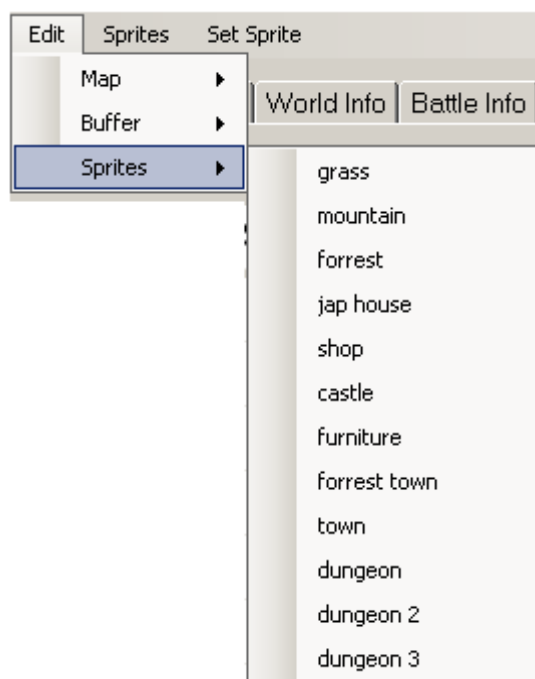 Edit Sprites Set Sprite
Map
World Info Battle Info
Buffer
Sprites
grass
mountain
forrest
jap house
shop
castle
furniture
forrest town
town
dungeon
dungeon 2
dungeon 3